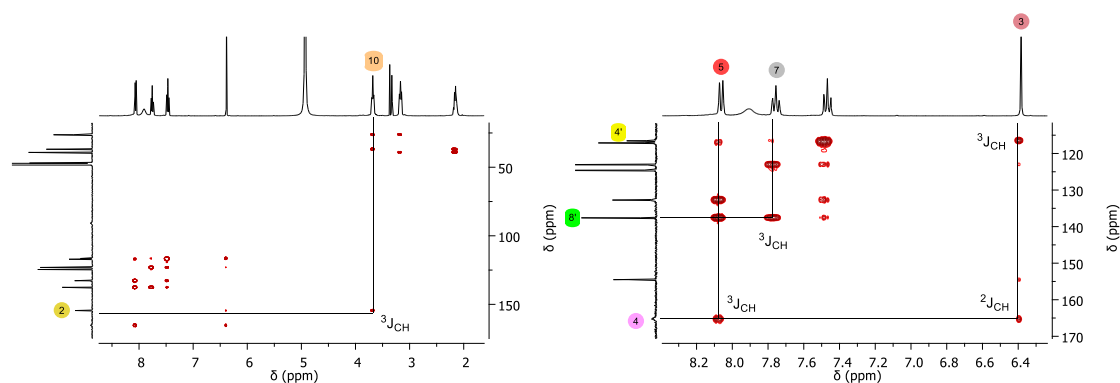 10
50
100
150
δ (ppm)
2
³J_CH
8 7 6 5 4 3 2
δ (ppm)
3
5
7
4'
³J_CH
120
130
8'
³J_CH
140
δ (ppm)
150
³J_CH
²J_CH
160
4
170
8.2 8.0 7.8 7.6 7.4 7.2 7.0 6.8 6.6 6.4
δ (ppm)